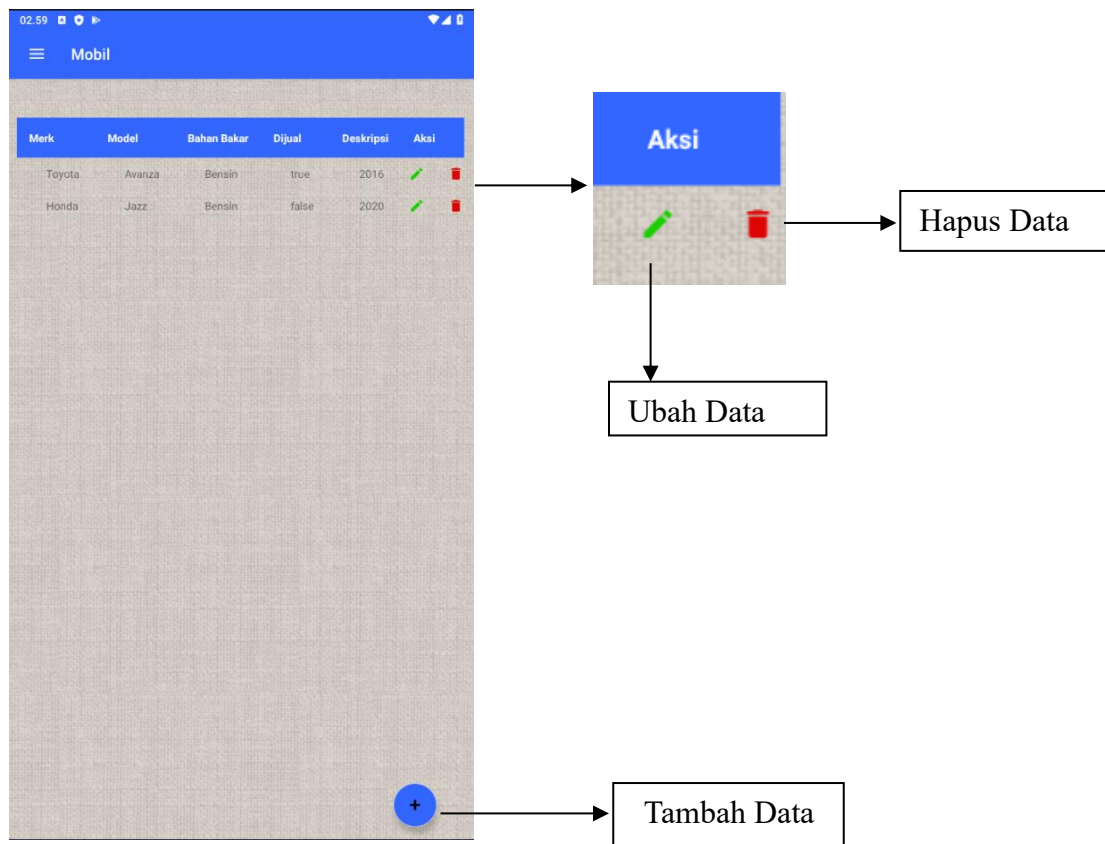 02.59
Mobil
Merk Model Bahan Bakar Dijual Deskripsi Aksi
Toyota Avanza Bensin true 2016
Honda Jazz Bensin false 2020
Aksi
Hapus Data
Ubah Data
+
Tambah Data